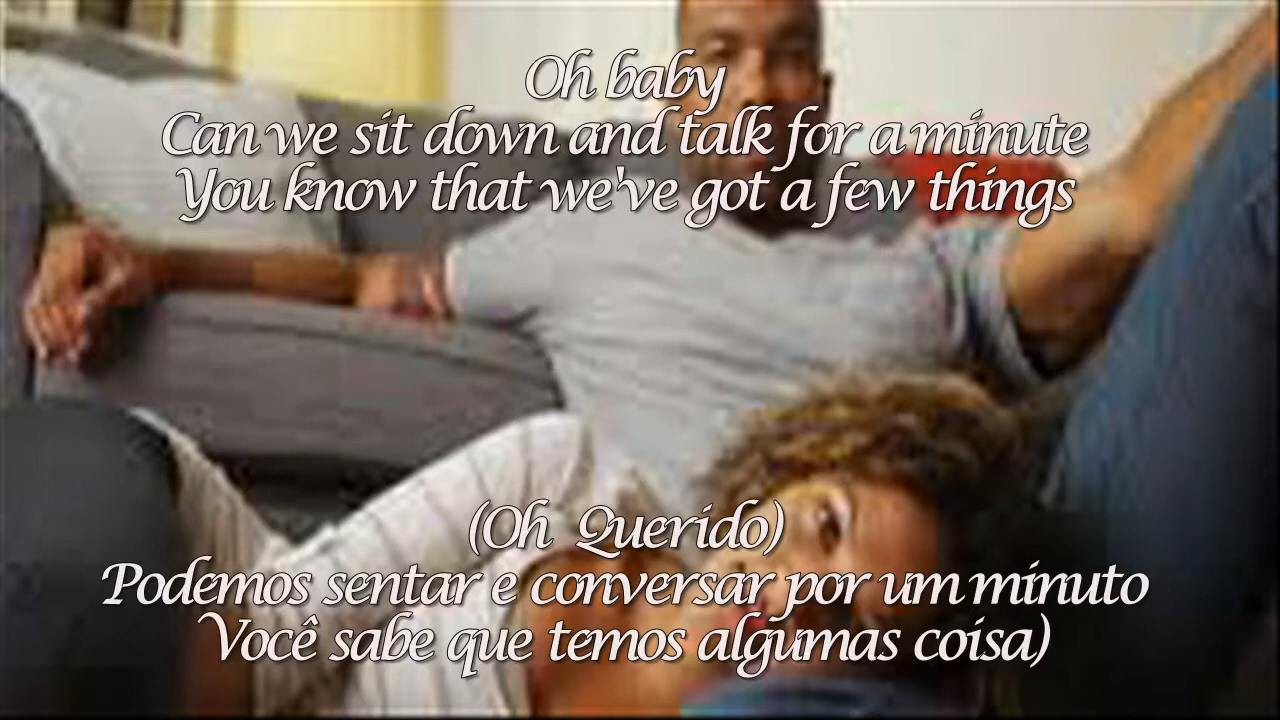 Oh baby
Can we sit down and talk for a minute
You know that we've got a few things
(Oh Querido)
Podemos sentar e conversar por um minuto
Você sabe que temos algumas coisa)